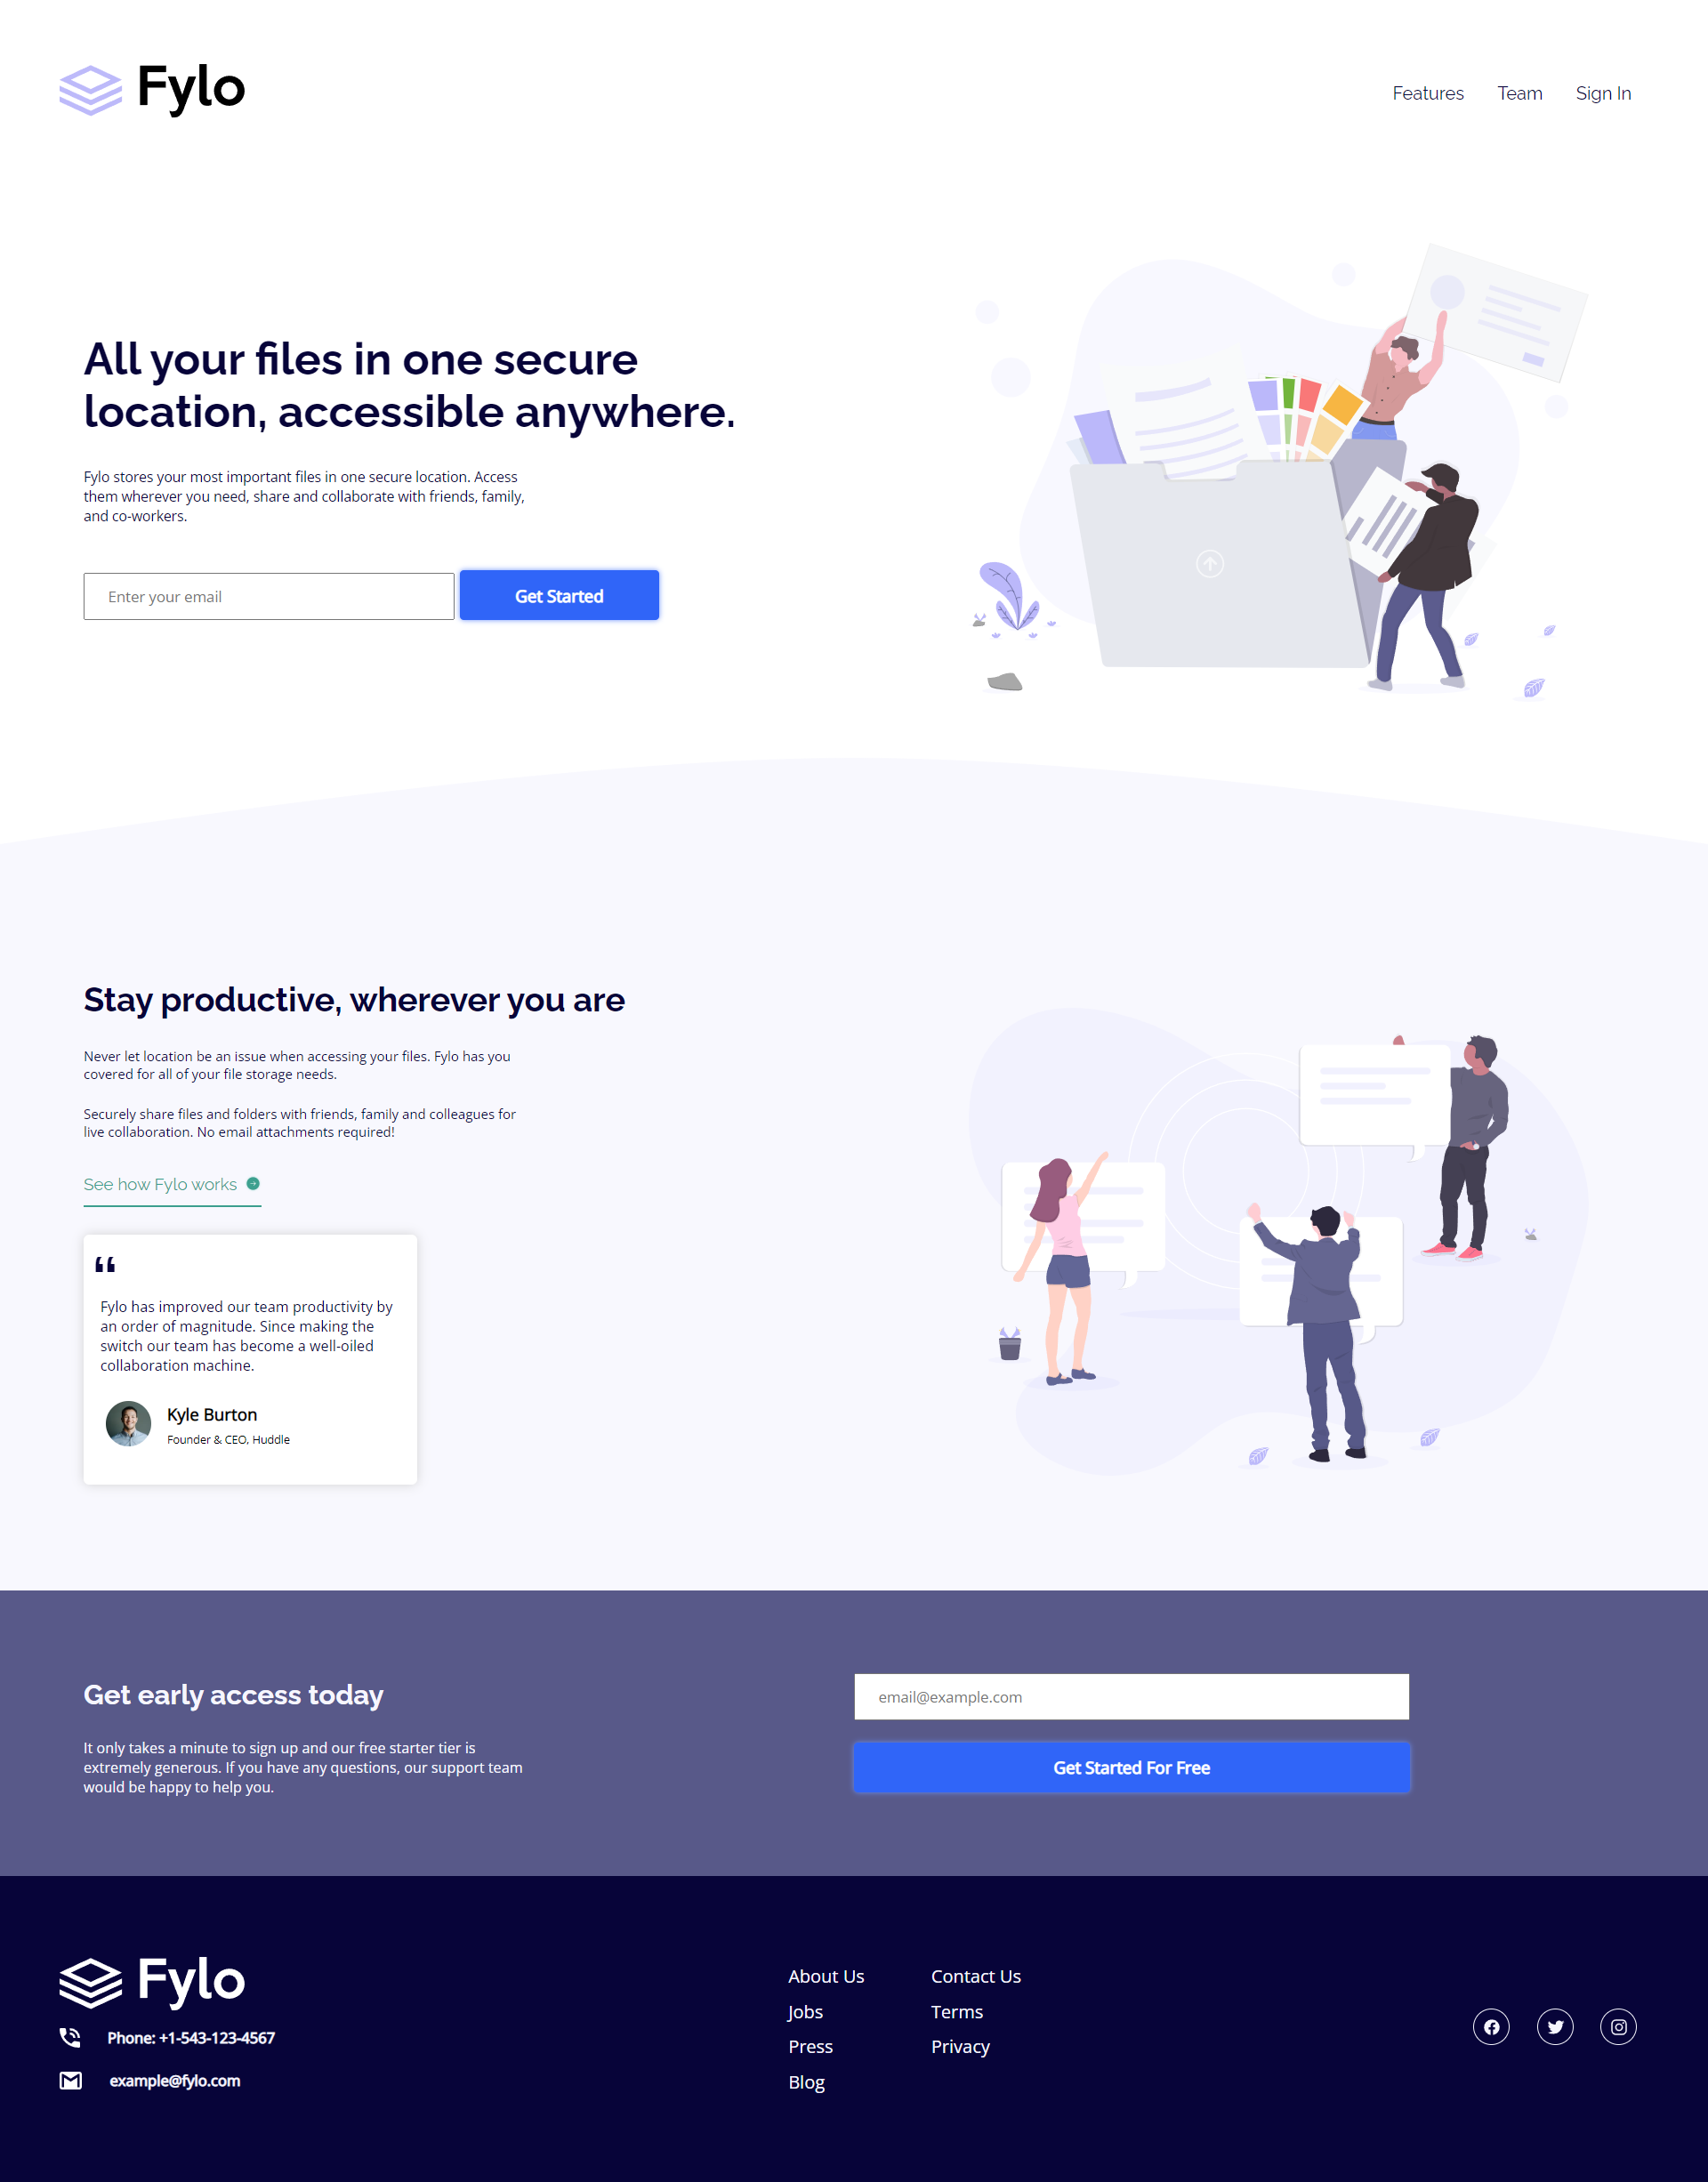 Fylo
Features Team Sign In
All your files in one secure
location, accessible anywhere.
Fylo stores your most important files in one secure location. Access
them wherever you need, share and collaborate with friends, family,
and co-workers.
Enter your email
Get Started
Stay productive, wherever you are
Never let location be an issue when accessing your files. Fylo has you
covered for all of your file storage needs.
Securely share files and folders with friends, family and colleagues for
live collaboration. No email attachments required!
See how Fylo works
“
Fylo has improved our team productivity by
an order of magnitude. Since making the
switch our team has become a well-oiled
collaboration machine.
Kyle Burton
Founder & CEO, Huddle
Get early access today
It only takes a minute to sign up and our free starter tier is
extremely generous. If you have any questions, our support team
would be happy to help you.
email@example.com
Get Started For Free
Fylo
Phone: +1-543-123-4567
example@fylo.com
About Us
Jobs
Press
Blog
Contact Us
Terms
Privacy